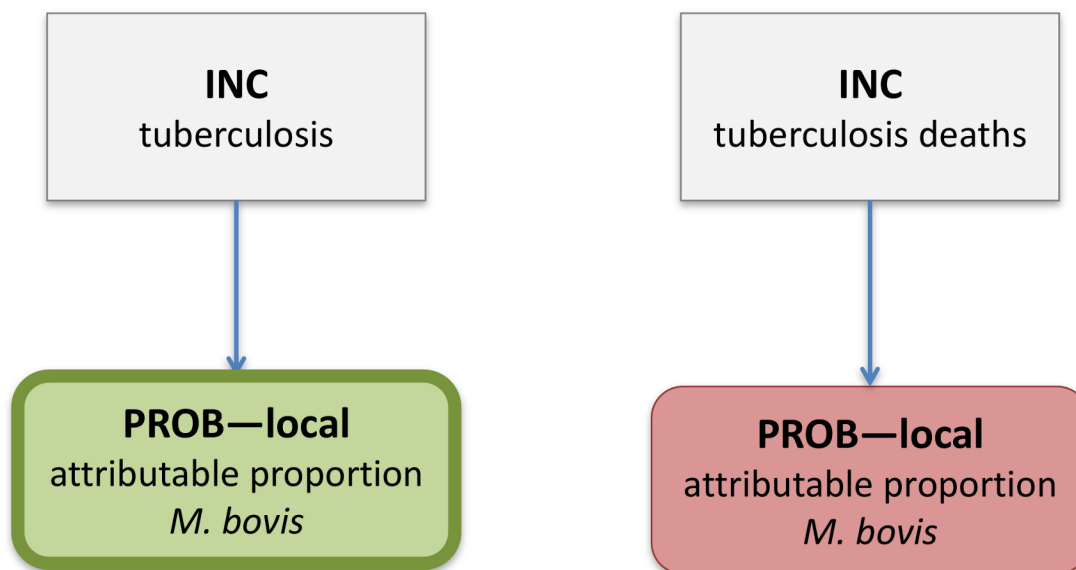 INC
tuberculosis
INC
tuberculosis deaths
PROB—local
attributable proportion
M. bovis
PROB—local
attributable proportion
M. bovis